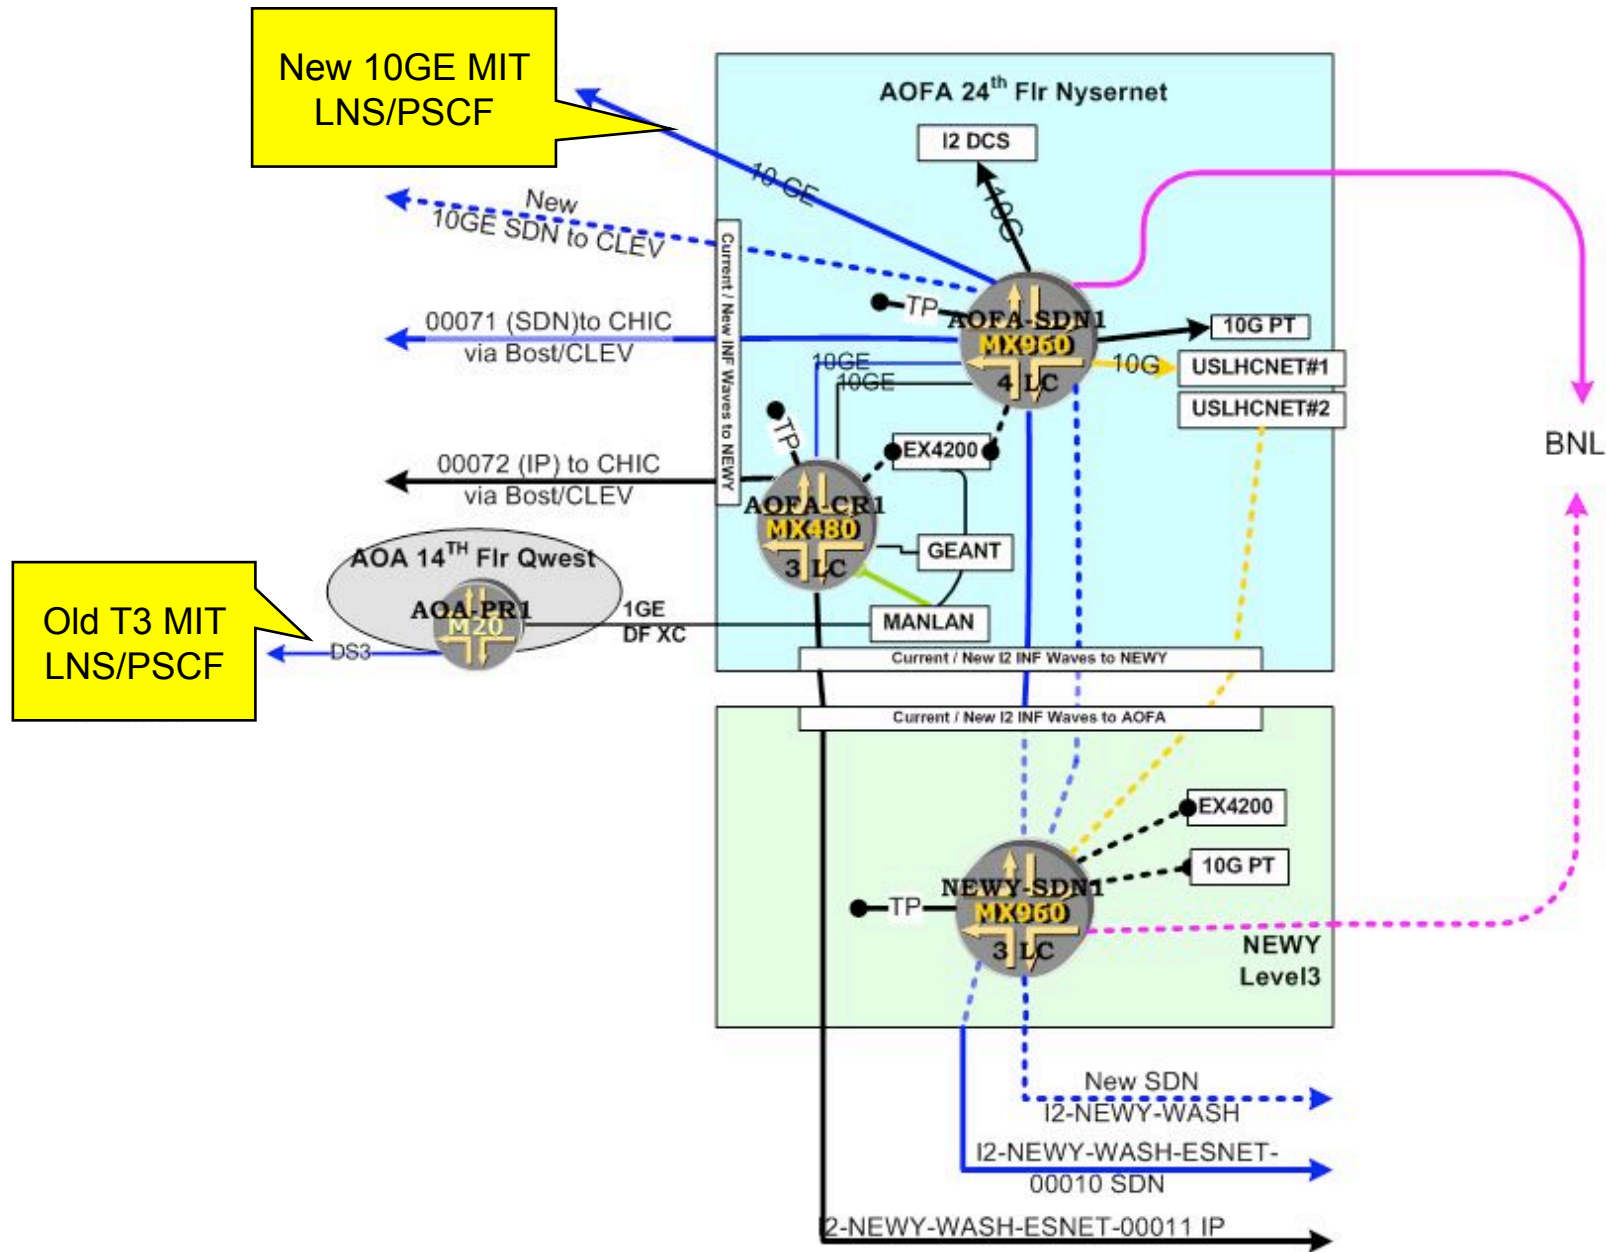 New 10GE MIT
LNS/PSCF
AOFA 24th Flr Nysernet
I2 DCS
10 GE
10G
New
10GE SDN to CLEV
Current / New INF Waves to NEWY
TP
AOFA-SDN1
MX960
4 LC
10G PT
10G
USLHCNET#1
USLHCNET#2
00071 (SDN)to CHIC
via Bost/CLEV
10GE
10GE
BNL
TP
EX4200
00072 (IP) to CHIC
via Bost/CLEV
AOFA-CR1
MX480
3 LC
GEANT
MANLAN
AOA 14TH Flr Qwest
AOA-PR1
M20
1GE
DF XC
Old T3 MIT
LNS/PSCF
DS3
Current / New I2 INF Waves to NEWY
Current / New I2 INF Waves to AOFA
EX4200
10G PT
TP
NEWY-SDN1
MX960
3 LC
NEWY
Level3
New SDN
I2-NEWY-WASH
I2-NEWY-WASH-ESNET-
00010 SDN
I2-NEWY-WASH-ESNET-00011 IP